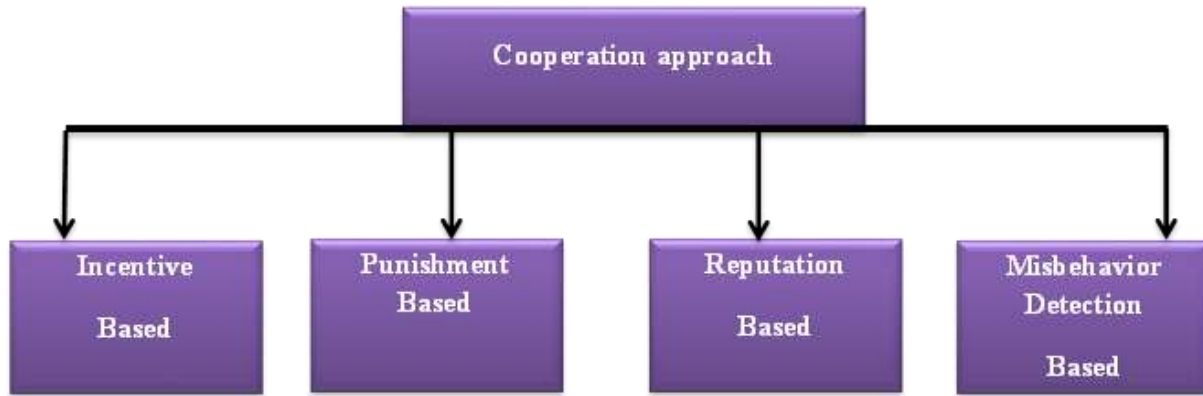 Cooperation approach
Incentive
Based
Punishment
Based
Reputation
Based
Misbehavior
Detection
Based